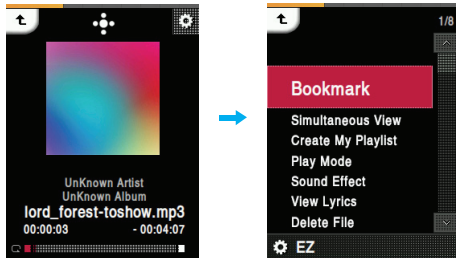 UnKnown Artist
UnKnown Album
lord_forest-toshow.mp3
00:00:03 - 00:04:07
1/8
Bookmark
Simultaneous View
Create My Playlist
Play Mode
Sound Effect
View Lyrics
Delete File
EZ